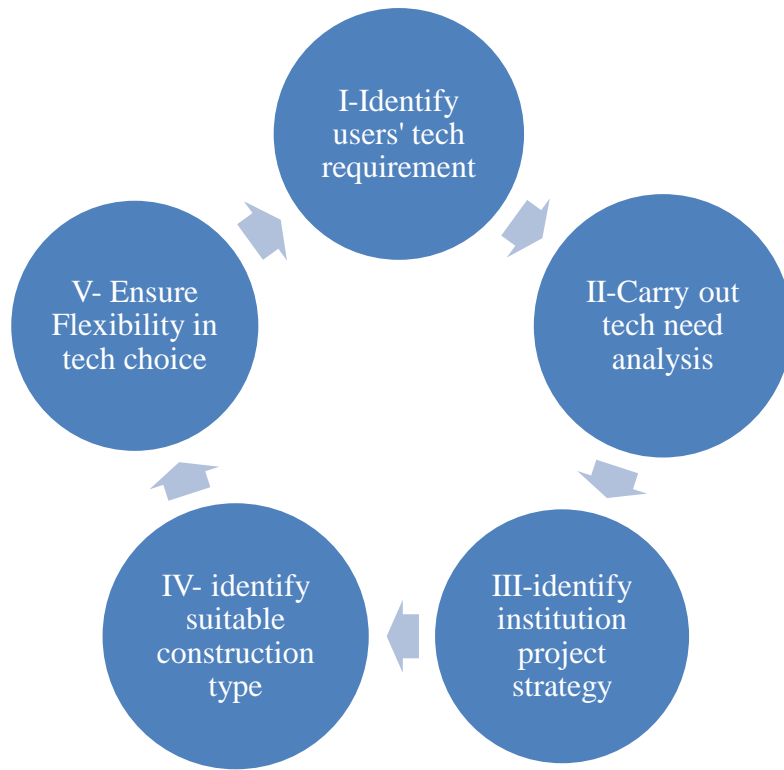 I-Identify
users' tech
requirement
II-Carry out
tech need
analysis
III-identify
institution
project
strategy
IV- identify
suitable
construction
type
V- Ensure
Flexibility in
tech choice